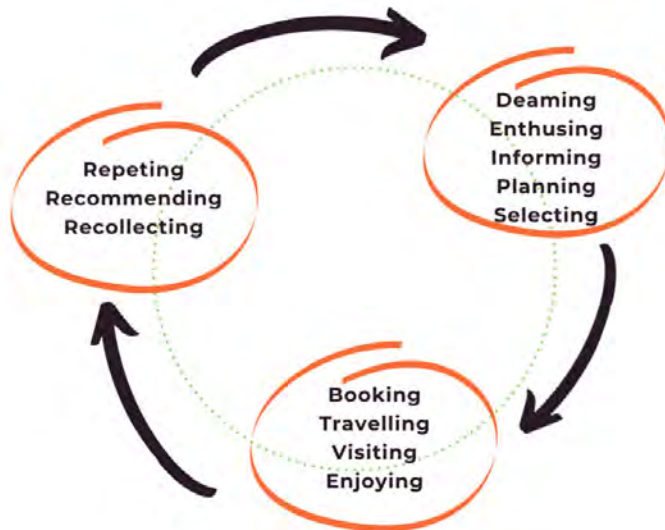 Repeting
Recommending
Recollecting
Deaming
Enthusing
Informing
Planning
Selecting
Booking
Travelling
Visiting
Enjoying